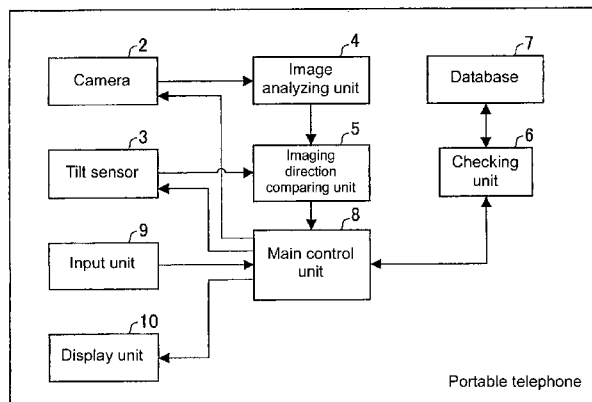 2
Camera
4
Image
analyzing unit
7
Database
3
Tilt sensor
5
Imaging
direction
comparing unit
6
Checking
unit
9
Input unit
8
Main control
unit
10
Display unit
Portable telephone